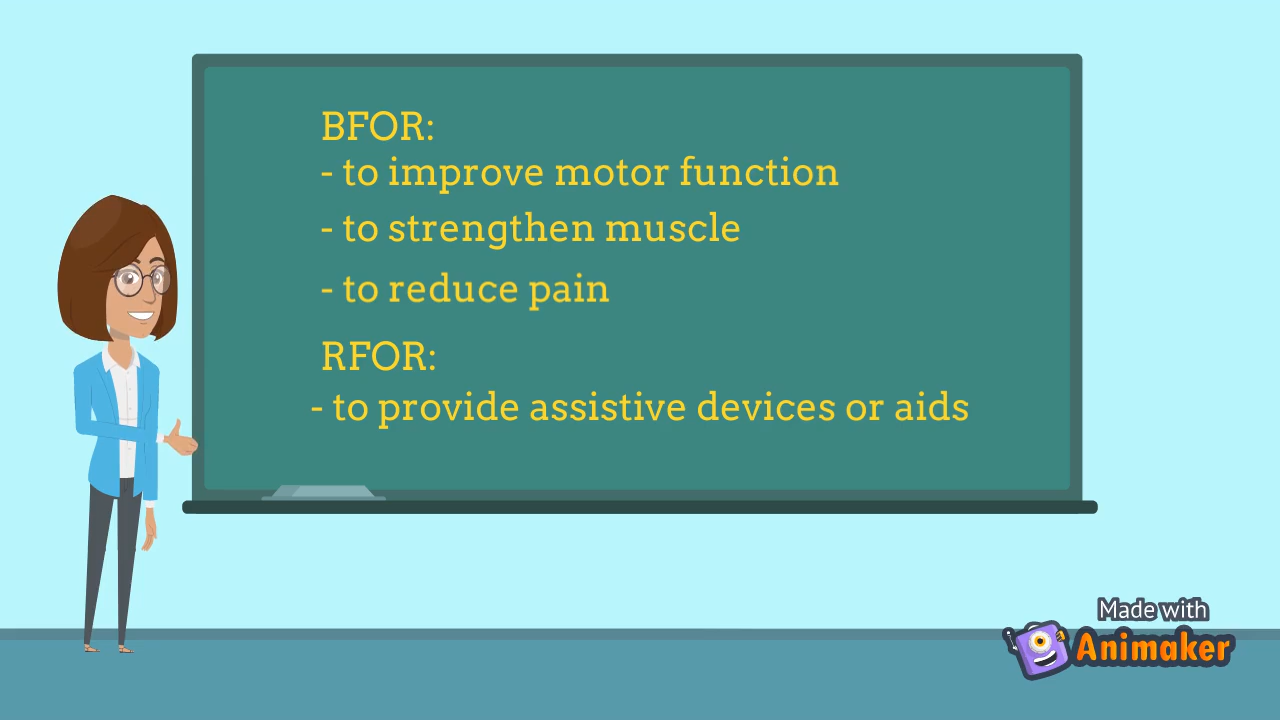 BFOR:
- to improve motor function
- to strengthen muscle
- to reduce pain
RFOR:
- to provide assistive devices or aids
Made with
Animaker